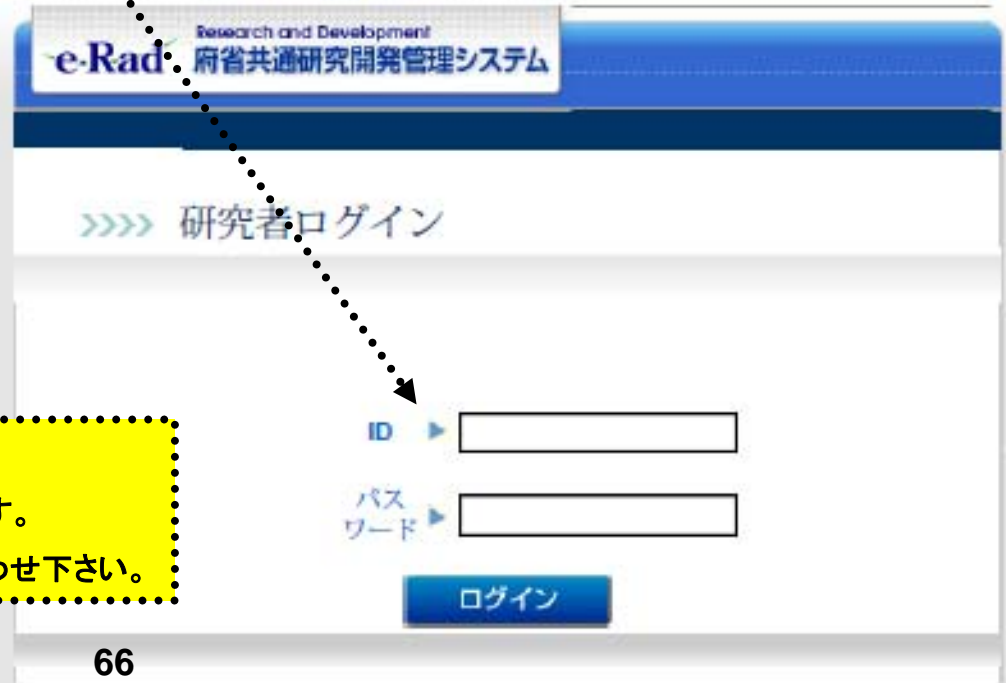 Research and Development
e-Rad 府省共通研究開発管理システム
>>>> 研究者ログイン
ID
パス
ワード
す。
わせ下さい。
ログイン
66